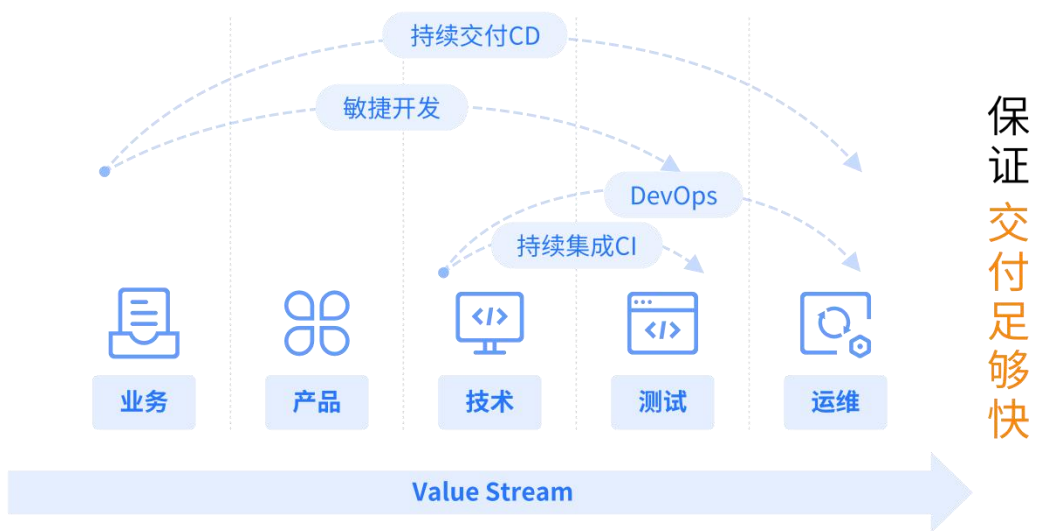 持续交付CD
敏捷开发
DevOps
持续集成CI
业务
产品
技术
测试
运维
Value Stream
保证交付足够快